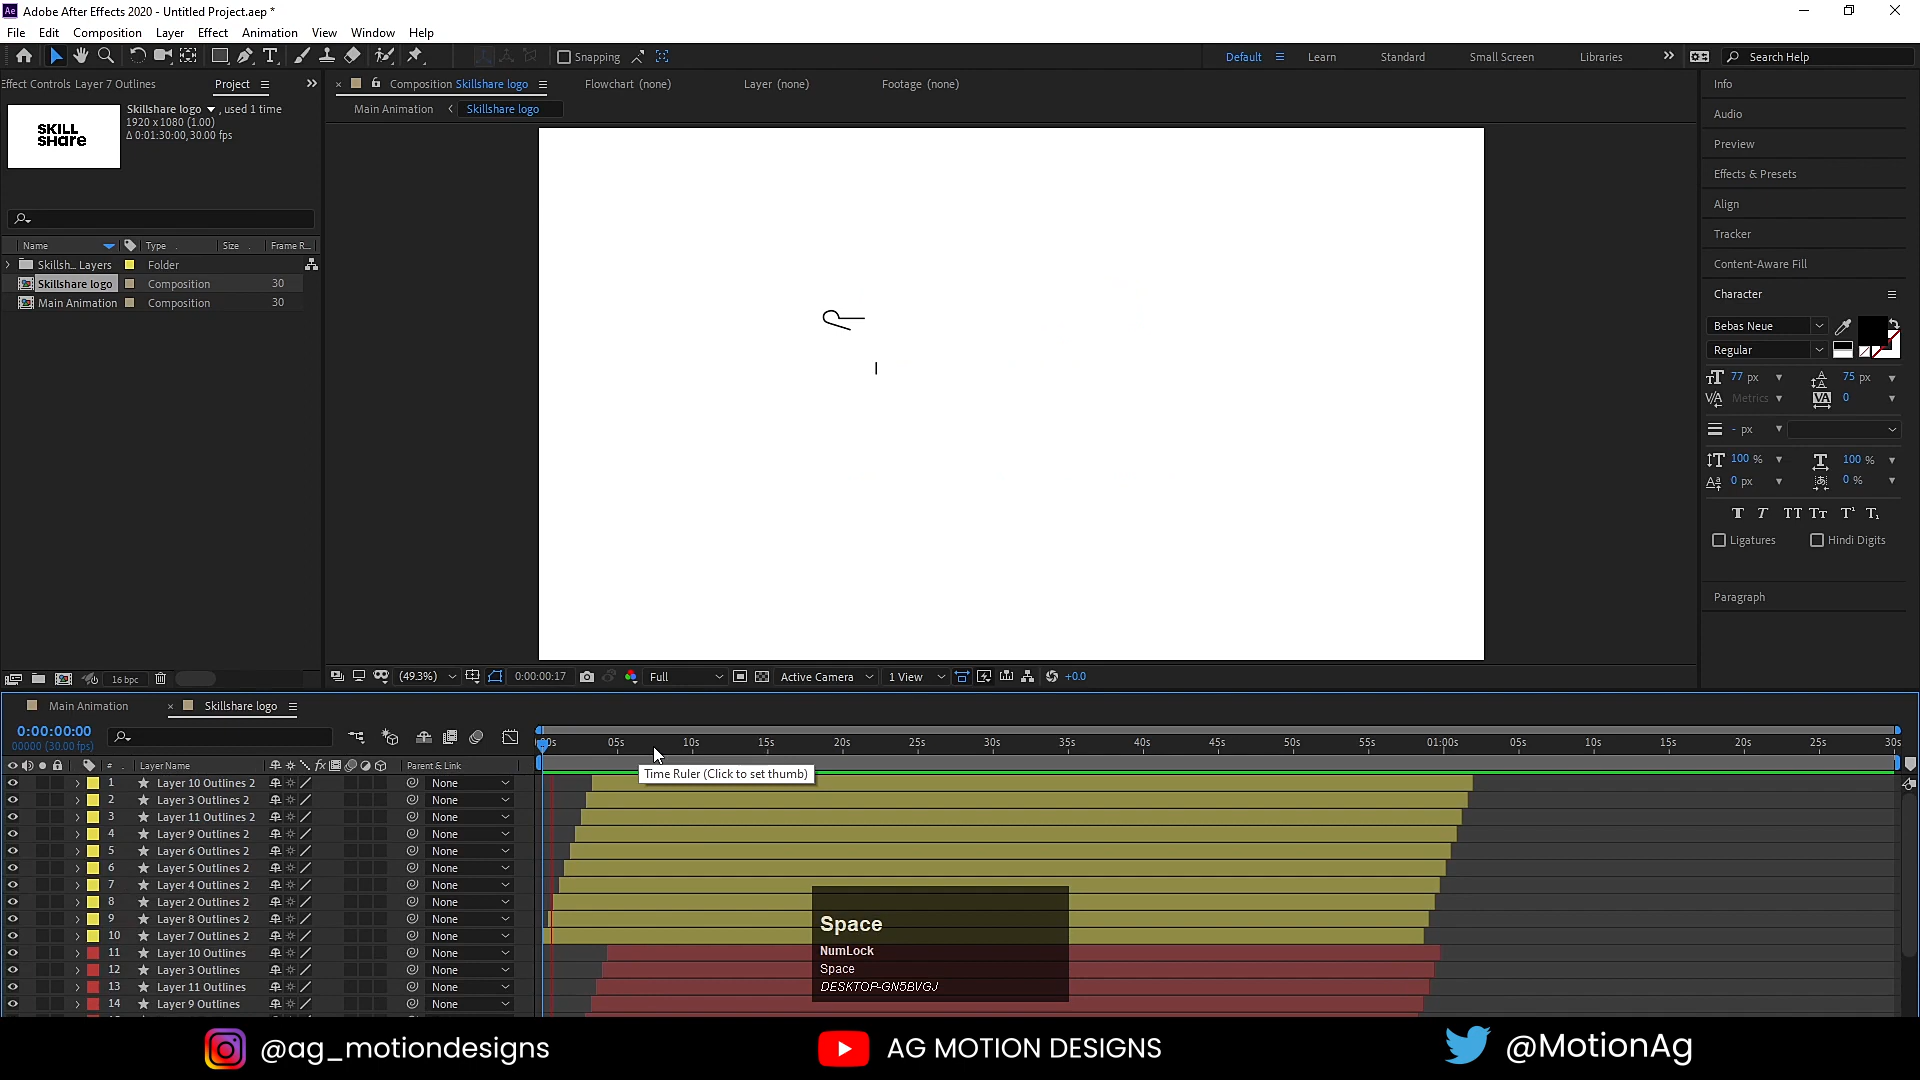 Adobe After Effects 2020 - Untitled Project.aep *
File Edit Composition Layer Effect Animation View Window Help
Snapping
Default Learn Standard Small Screen Libraries Search Help
Effect Controls Layer 7 Outlines Project
Composition Skillshare logo Flowchart (none) Layer (none) Footage (none)
Main Animation Skillshare logo
Skillshare logo , used 1 time
1920 x 1080 (1.00)
Δ 0:01:30:00, 30.00 fps
SKILL
SHare
Name Type Size Frame R...
Skillsh... Layers Folder
Skillshare logo Composition 30
Main Animation Composition 30
Info
Audio
Preview
Effects & Presets
Align
Tracker
Content-Aware Fill
Character
Bebas Neue
Regular
77 px 75 px
Metrics 0
- px
100 % 100 %
0 px 0 %
Ligatures Hindi Digits
Paragraph
16 bpc
(49.3%) 0:00:00:17 Full Active Camera 1 View +0.0
Main Animation Skillshare logo
0:00:00:00
00000 (30.00 fps)
05s 10s 15s 20s 25s 30s 35s 40s 45s 50s 55s 01:00s 05s 10s 15s 20s 25s 30s
# Layer Name fx Parent & Link
Time Ruler (Click to set thumb)
1 Layer 10 Outlines 2 None
2 Layer 3 Outlines 2 None
3 Layer 11 Outlines 2 None
4 Layer 9 Outlines 2 None
5 Layer 6 Outlines 2 None
6 Layer 5 Outlines 2 None
7 Layer 4 Outlines 2 None
8 Layer 2 Outlines 2 None
9 Layer 8 Outlines 2 None
10 Layer 7 Outlines 2 None
11 Layer 10 Outlines None
12 Layer 3 Outlines None
13 Layer 11 Outlines None
14 Layer 9 Outlines None
Space
NumLock
Space
DESKTOP-GN5BVGJ
@ag_motiondesigns AG MOTION DESIGNS @MotionAg